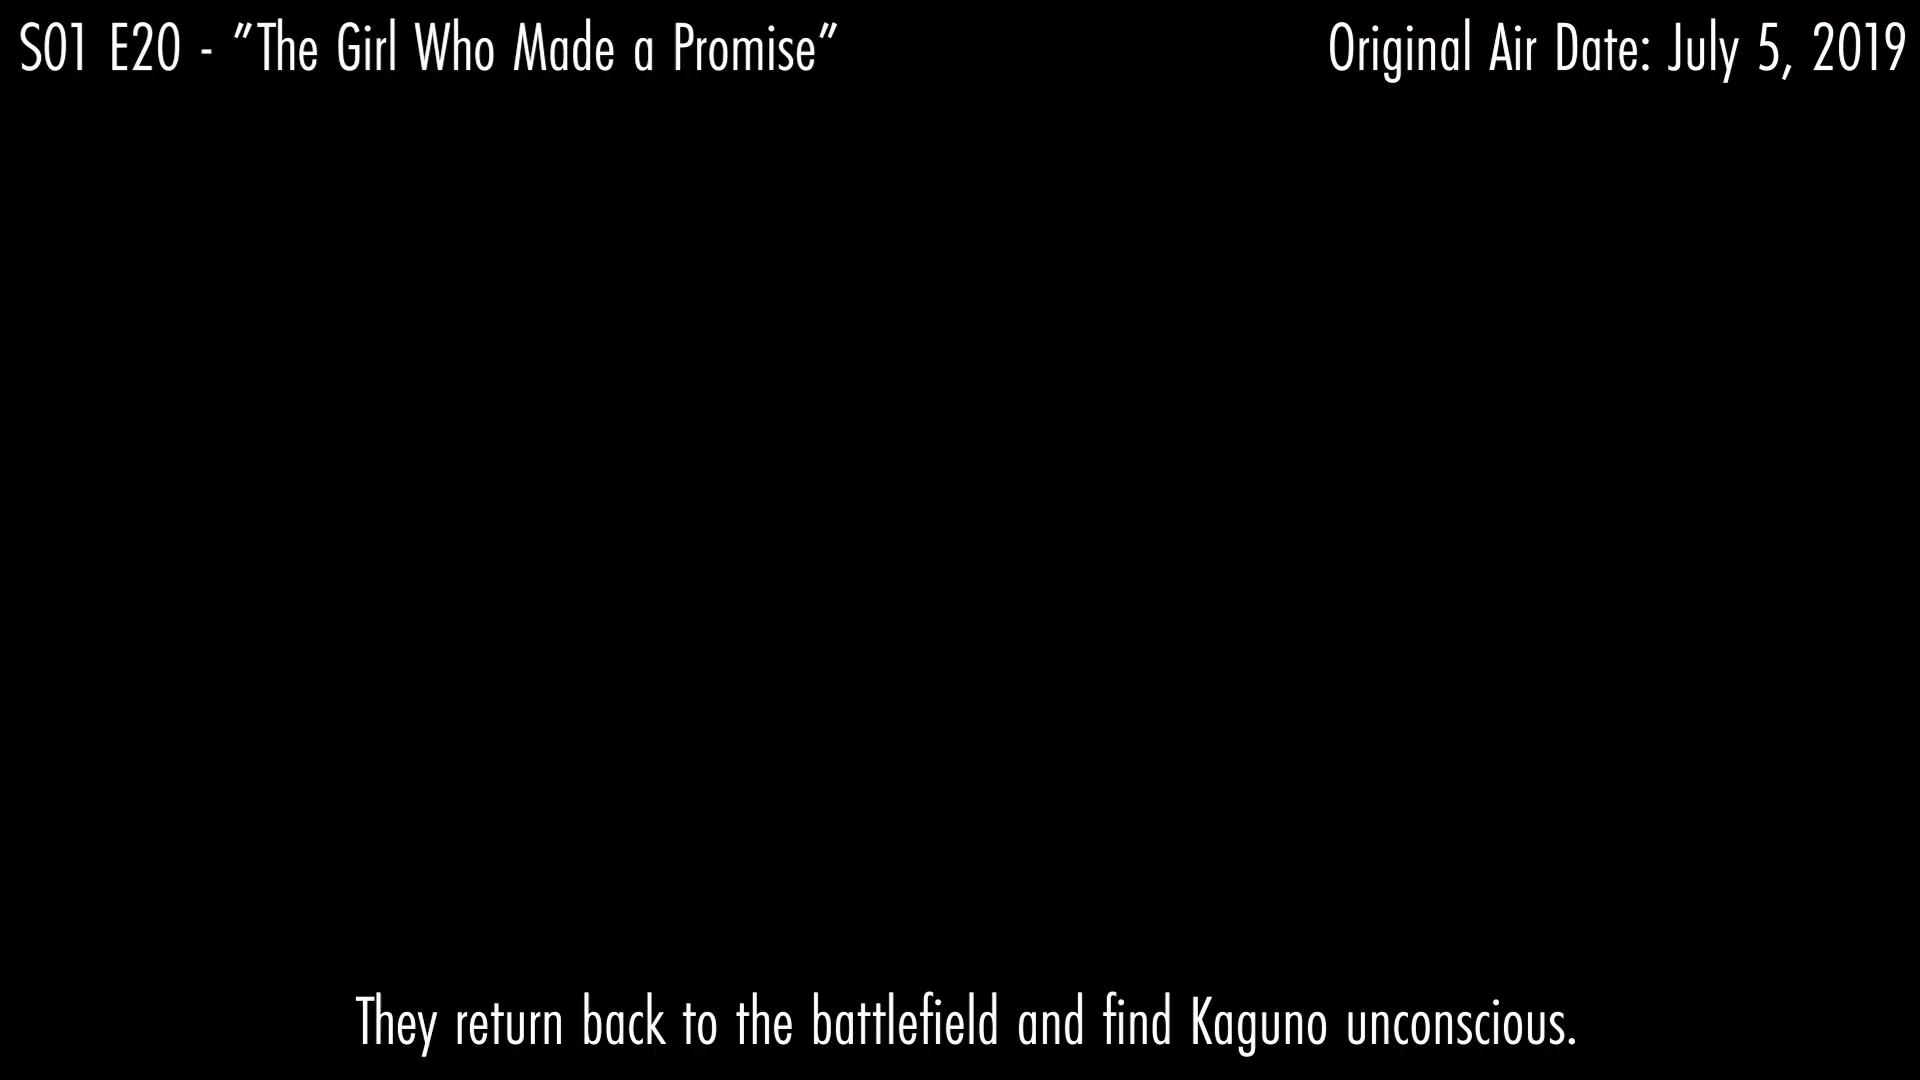 S01 E20 - "The Girl Who Made a Promise"
Original Air Date: July 5, 2019
They return back to the battlefield and find Kaguno unconscious.